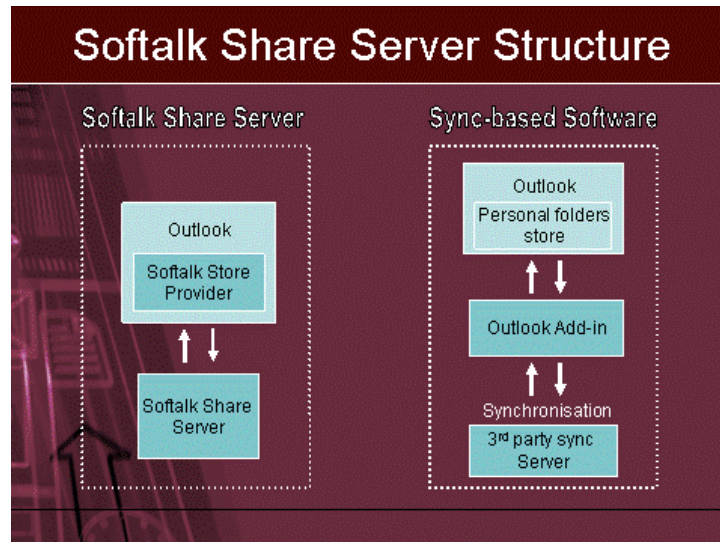 Softalk Share Server Structure
Softalk Share Server
Outlook
Softalk Store
Provider
Softalk Share
Server
Sync-based Software
Outlook
Personal folders
store
Outlook Add-in
Synchronisation
3rd party sync
Server